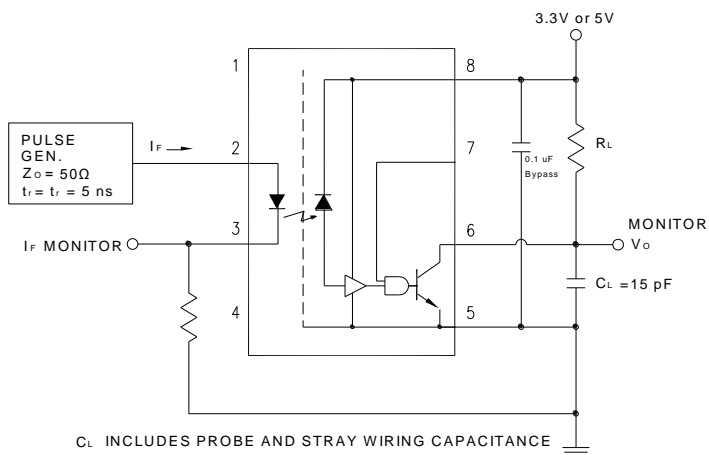 3.3V or 5V
1
8
PULSE
GEN.
Zo = 50Ω
tr= tr = 5 ns
IF
2
7
0.1 uF
Bypass
RL
IF MONITOR
3
6
MONITOR
Vo
4
5
CL =15 pF
CL INCLUDES PROBE AND STRAY WIRING CAPACITANCE